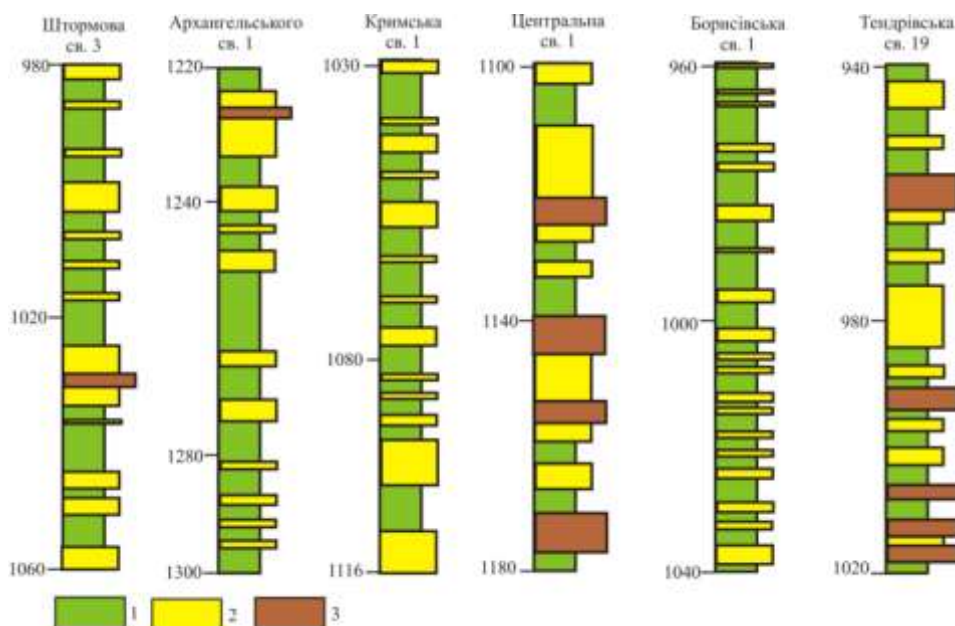 Штормова
св. 3
Архангельського
св. 1
Кримська
св. 1
Центральна
св. 1
Борисівська
св. 1
Тендрівська
св. 19
980
1020
1060
1220
1240
1280
1300
1030
1080
1116
1100
1140
1180
960
1000
1040
940
980
1020
1
2
3